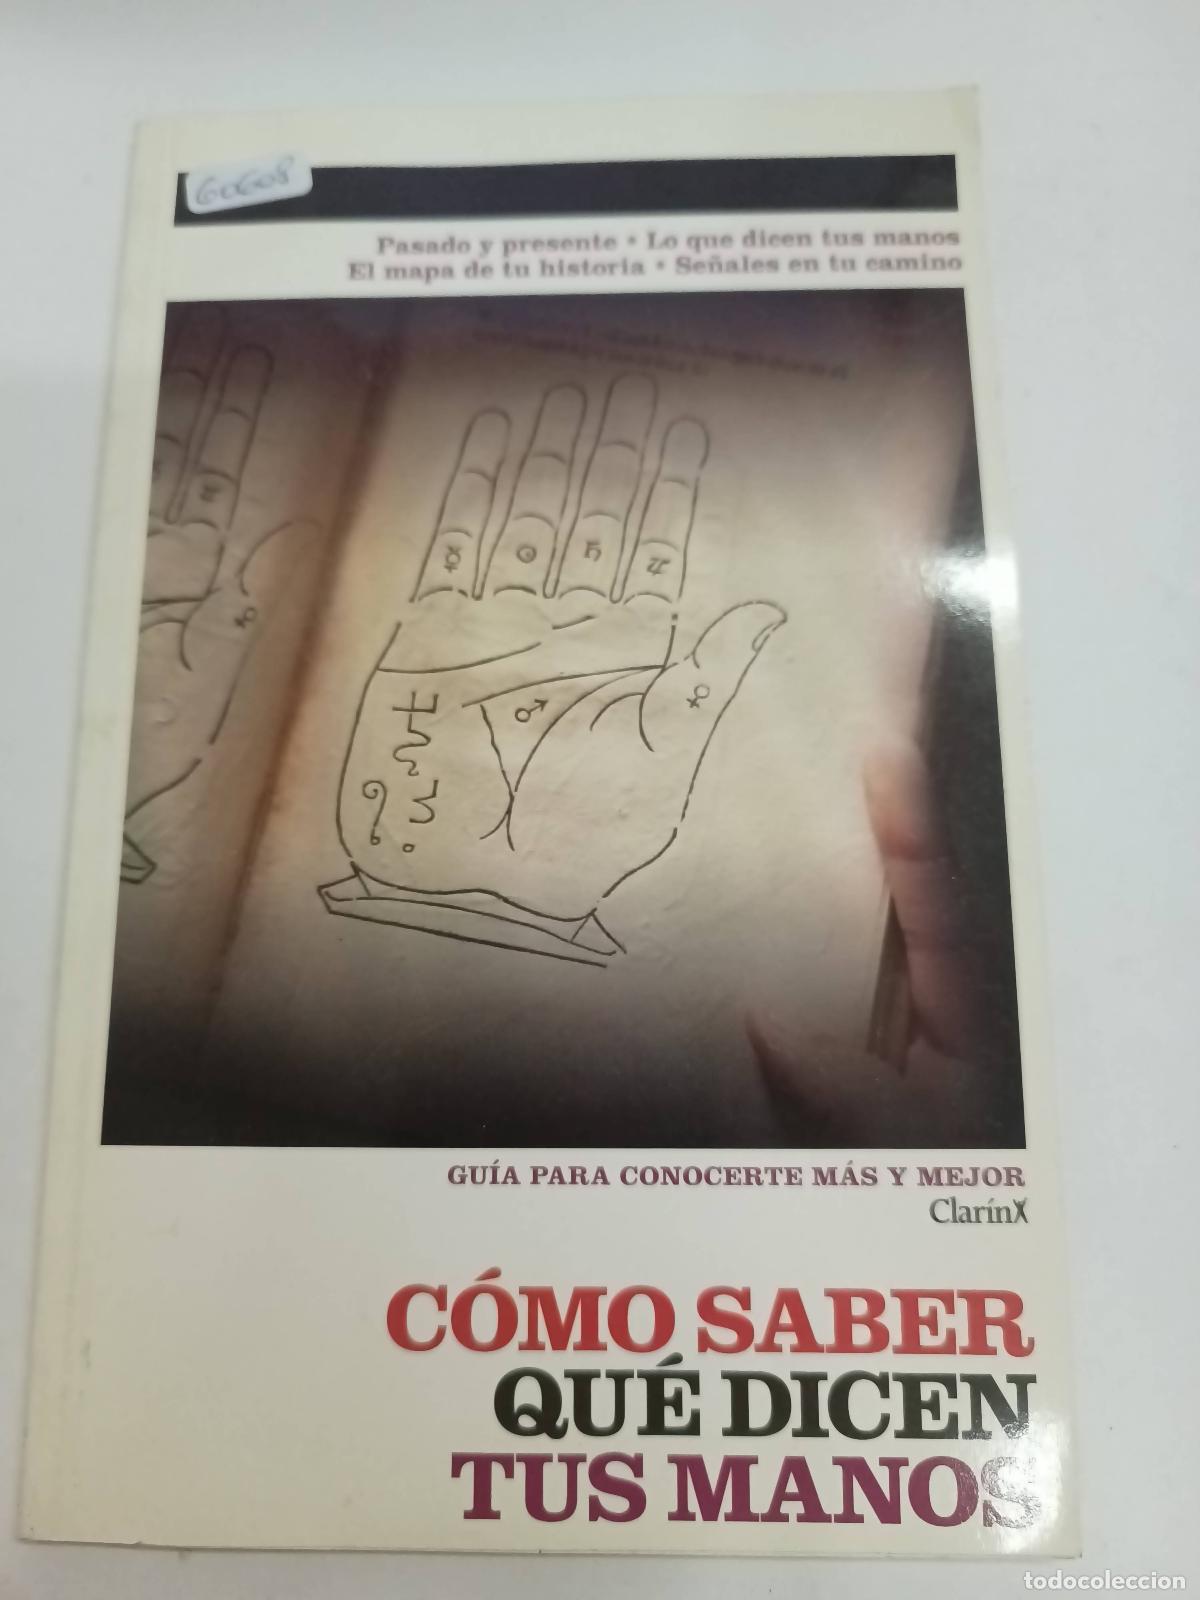 60608
Pasado y presente • Lo que dicen tus manos
El mapa de tu historia • Señales en tu camino
GUÍA PARA CONOCERTE MÁS Y MEJOR
Clarín
CÓMO SABER
QUÉ DICEN
TUS MANOS
todocoleccion